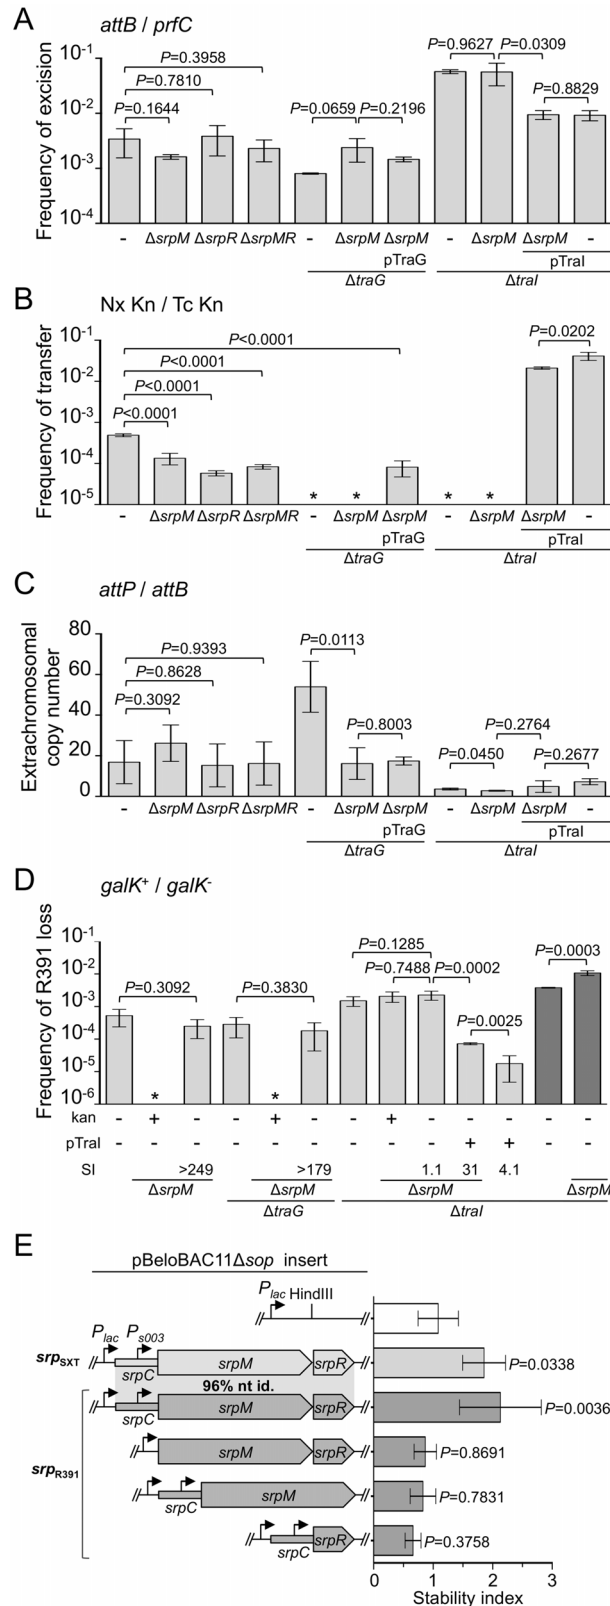 A
attB / prfC
Frequency of excision
10-1
10-2
10-3
10-4
P=0.3958
P=0.7810
P=0.1644
P=0.0659
P=0.2196
P=0.9627
P=0.0309
P=0.8829
- ΔsrpM ΔsrpR ΔsrpMR - ΔsrpM ΔsrpM - ΔsrpM ΔsrpM -
pTraG pTraI
ΔtraG ΔtraI
B
Nx Kn / Tc Kn
Frequency of transfer
10-1
10-2
10-3
10-4
10-5
P<0.0001
P<0.0001
P<0.0001
P<0.0001
P=0.0202
* * * *
- ΔsrpM ΔsrpR ΔsrpMR - ΔsrpM ΔsrpM - ΔsrpM ΔsrpM -
pTraG pTraI
ΔtraG ΔtraI
C
attP / attB
Extrachromosomal
copy number
80
60
40
20
0
P=0.9393
P=0.8628
P=0.3092
P=0.0113
P=0.8003
P=0.0450
P=0.2764
P=0.2677
- ΔsrpM ΔsrpR ΔsrpMR - ΔsrpM ΔsrpM - ΔsrpM ΔsrpM -
pTraG pTraI
ΔtraG ΔtraI
D
galK+ / galK-
Frequency of R391 loss
10-1
10-2
10-3
10-4
10-5
10-6
P=0.3092
P=0.3830
P=0.1285
P=0.7488
P=0.0002
P=0.0025
P=0.0003
* *
kan - + - - + - - + - - - - -
pTraI - - - - - - - - - + + - -
SI >249 >179 1.1 31 4.1
ΔsrpM ΔsrpM ΔsrpM ΔsrpM
ΔtraG ΔtraI
E
pBeloBAC11Δsop insert
Plac HindIII
Plac Ps003
srpSXT
srpC srpM srpR
P=0.0338
96% nt id.
srpC srpM srpR
P=0.0036
srpR391
srpM srpR
P=0.8691
srpC srpM
P=0.7831
srpC srpR
P=0.3758
0 1 2 3
Stability index